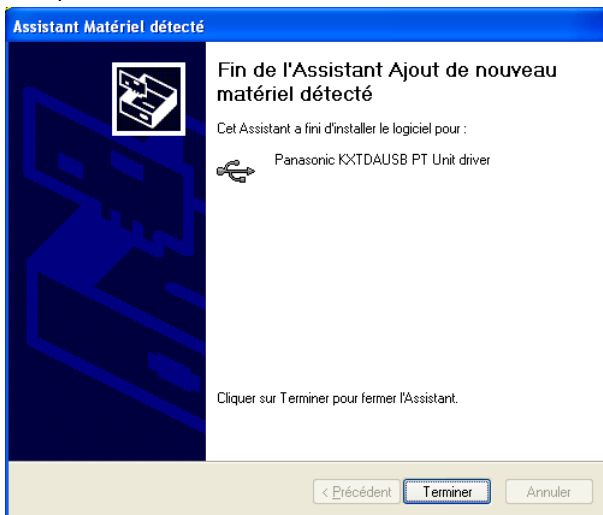 Assistant Matériel détecté
Fin de l'Assistant Ajout de nouveau
matériel détecté
Cet Assistant a fini d'installer le logiciel pour :
Panasonic KXTDAUSB PT Unit driver
Cliquer sur Terminer pour fermer l'Assistant.
< Précédent
Terminer
Annuler